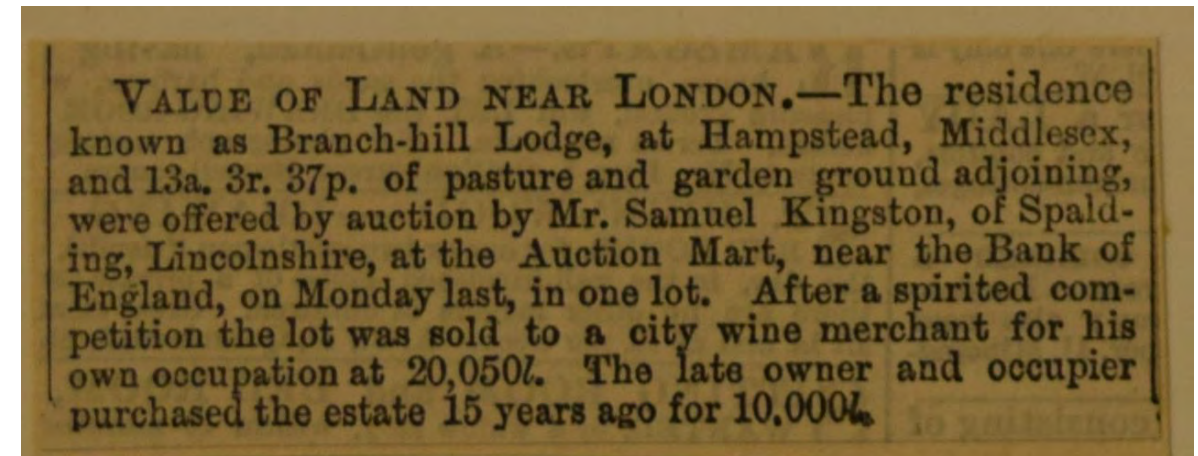 VALUE OF LAND NEAR LONDON.—The residence
known as Branch-hill Lodge, at Hampstead, Middlesex,
and 13a. 3r. 37p. of pasture and garden ground adjoining,
were offered by auction by Mr. Samuel Kingston, of Spald-
ing, Lincolnshire, at the Auction Mart, near the Bank of
England, on Monday last, in one lot. After a spirited com-
petition the lot was sold to a city wine merchant for his
own occupation at 20,050l. The late owner and occupier
purchased the estate 15 years ago for 10,000l.
consisting of